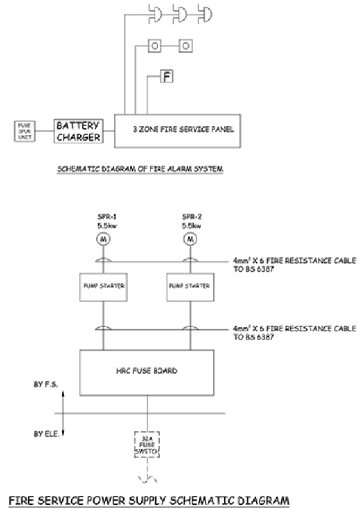 F
FUSE
SPUR
UNIT
BATTERY
CHARGER
3 ZONE FIRE SERVICE PANEL
SCHEMATIC DIAGRAM OF FIRE ALARM SYSTEM
SPR-1
5.5kw
SPR-2
5.5kw
M
M
4mm² X 6 FIRE RESISTANCE CABLE
TO BS 6387
PUMP STARTER
PUMP STARTER
4mm² X 6 FIRE RESISTANCE CABLE
TO BS 6387
HRC FUSE BOARD
BY F.S.
BY ELE.
32A
FUSE
SWITCH
FIRE SERVICE POWER SUPPLY SCHEMATIC DIAGRAM